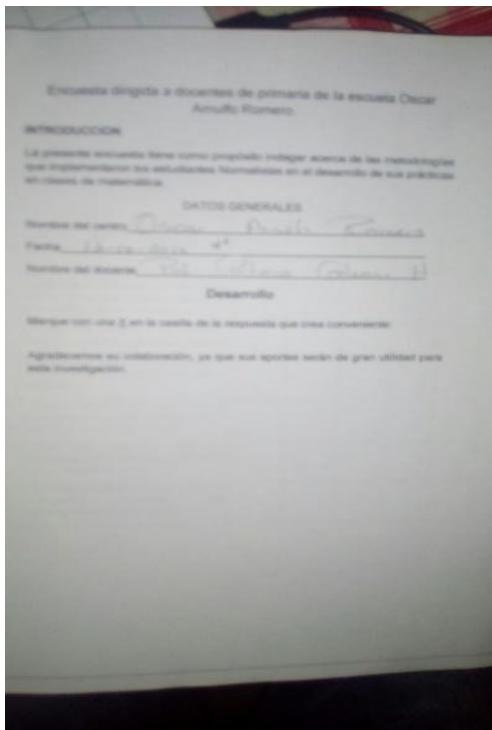 Encuesta dirigida a docentes de primaria de la escuela Oscar
Arnulfo Romero.
INTRODUCCION
La presente encuesta tiene como propósito indagar acerca de las metodologías
que implementaron los estudiantes Normalistas en el desarrollo de sus prácticas
en clases de matemática.
DATOS GENERALES
Nombre del centro: Oscar Arnulfo Romero
Fecha
Nombre del docente
Desarrollo
Marque con una X en la casilla de la respuesta que crea conveniente
Agradecemos su colaboración, ya que sus aportes serán de gran utilidad para
esta investigación.